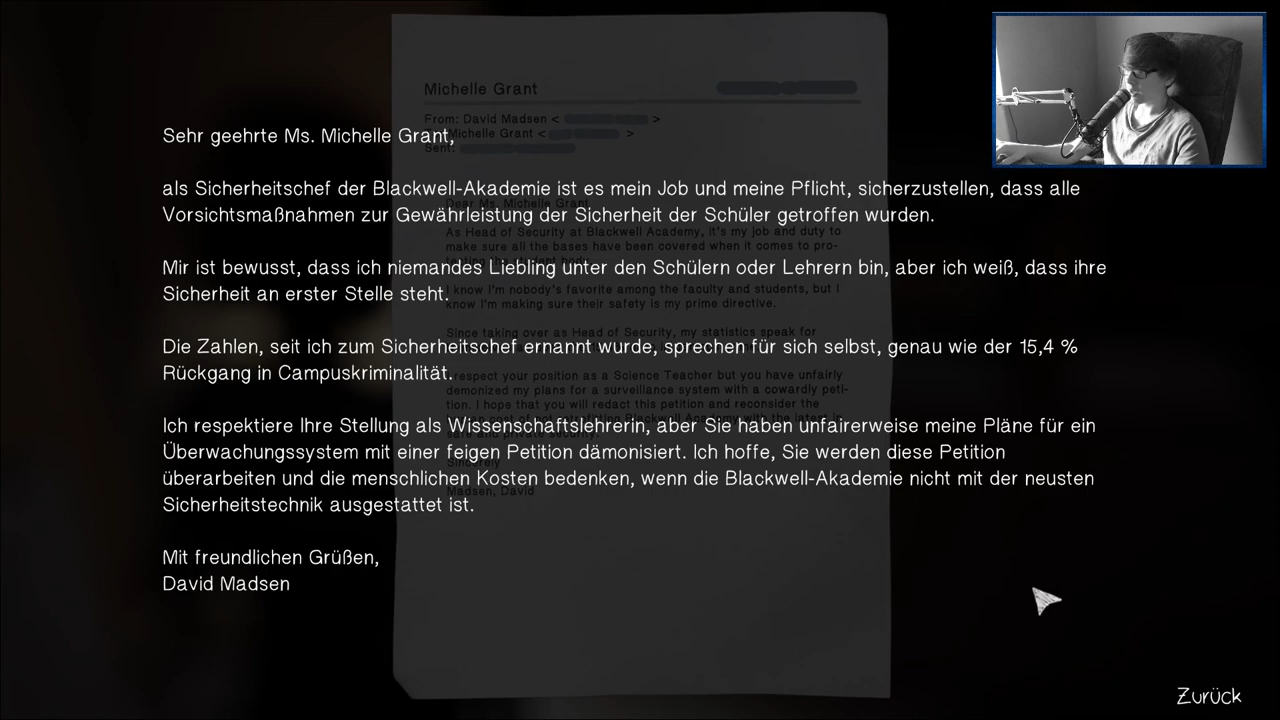 Michelle Grant
From: David Madsen < >
Michelle Grant < >
Sent:
Sehr geehrte Ms. Michelle Grant,
als Sicherheitschef der Blackwell-Akademie ist es mein Job und meine Pflicht, sicherzustellen, dass alle
Vorsichtsmaßnahmen zur Gewährleistung der Sicherheit der Schüler getroffen wurden.
Mir ist bewusst, dass ich niemandes Liebling unter den Schülern oder Lehrern bin, aber ich weiß, dass ihre
Sicherheit an erster Stelle steht.
Die Zahlen, seit ich zum Sicherheitschef ernannt wurde, sprechen für sich selbst, genau wie der 15,4 %
Rückgang in Campuskriminalität.
Ich respektiere Ihre Stellung als Wissenschaftslehrerin, aber Sie haben unfairerweise meine Pläne für ein
Überwachungssystem mit einer feigen Petition dämonisiert. Ich hoffe, Sie werden diese Petition
überarbeiten und die menschlichen Kosten bedenken, wenn die Blackwell-Akademie nicht mit der neusten
Sicherheitstechnik ausgestattet ist.
Mit freundlichen Grüßen,
David Madsen
Dear Ms. Michelle Grant
As Head of Security at Blackwell Academy, it's my job and duty to
make sure all the bases have been covered when it comes to pro-
I know I'm nobody's favorite among the faculty and students, but I
know I'm making sure their safety is my prime directive.
Since taking over as Head of Security, my statistics speak for
I respect your position as a Science Teacher but you have unfairly
demonized my plans for a surveillance system with a cowardly peti-
tion. I hope that you will redact this petition and reconsider the
safe and private security.
Sincerely
Madsen, David
Zurück